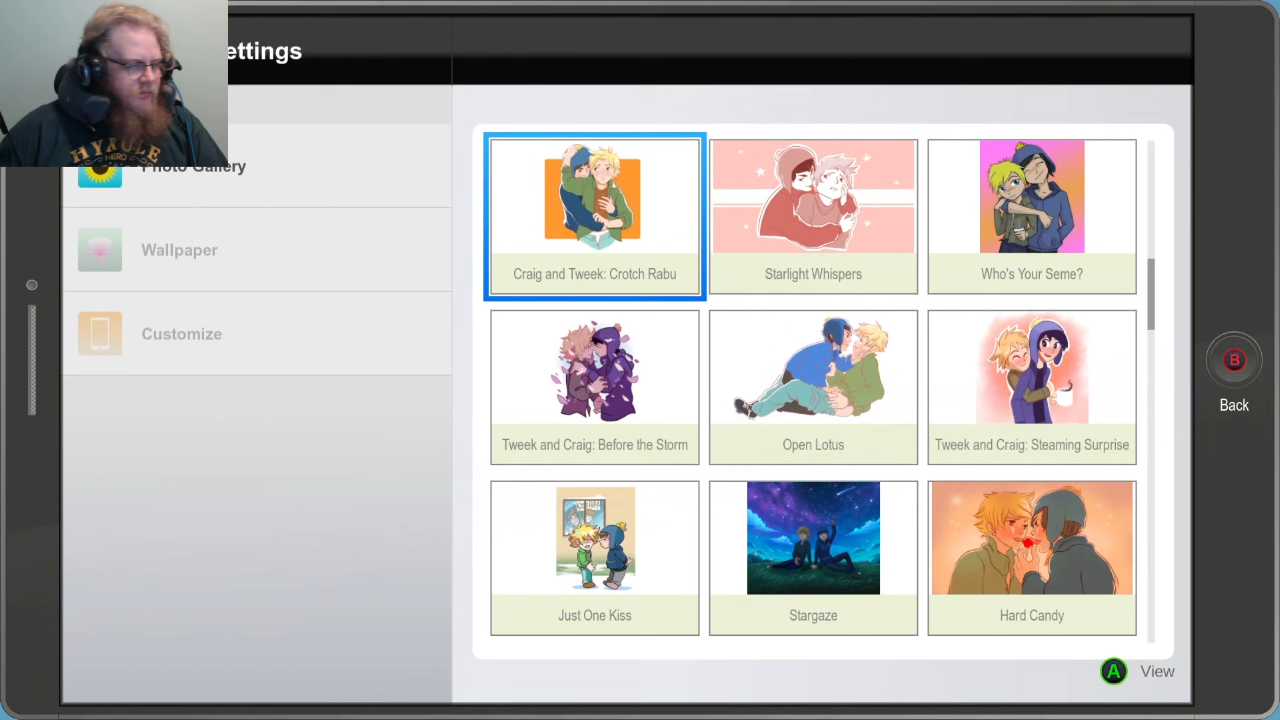 ettings
HYRULE
HERO
Photo Gallery
Wallpaper
Customize
Craig and Tweek: Crotch Rabu
Starlight Whispers
Who's Your Seme?
Tweek and Craig: Before the Storm
Open Lotus
Tweek and Craig: Steaming Surprise
Just One Kiss
Stargaze
Hard Candy
B
Back
A
View